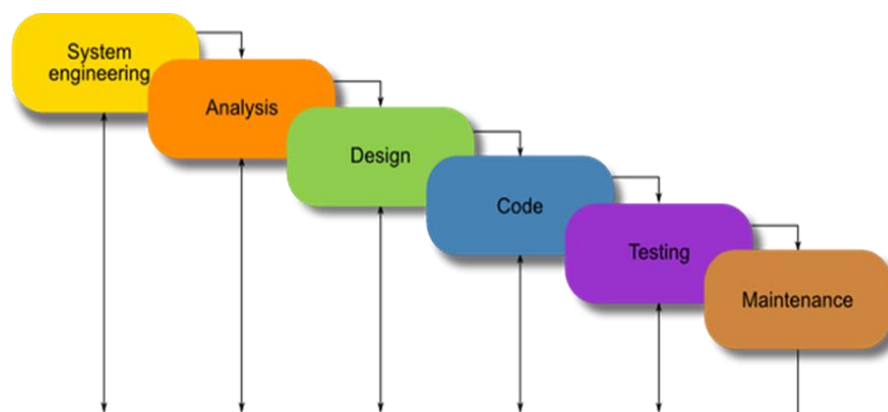 System
engineering
Analysis
Design
Code
Testing
Maintenance